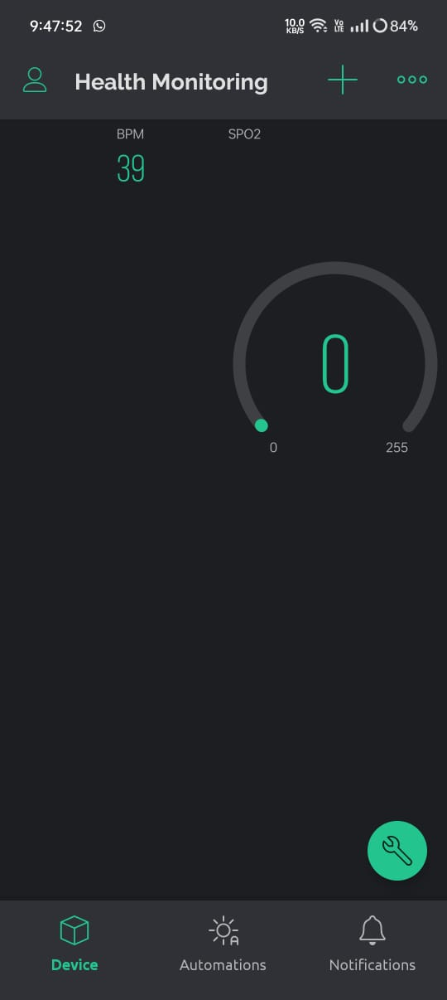 9:47:52 10.0 KB/S Vo LTE 84%
Health Monitoring
BPM SPO2
39
0
0 255
A
Device Automations Notifications